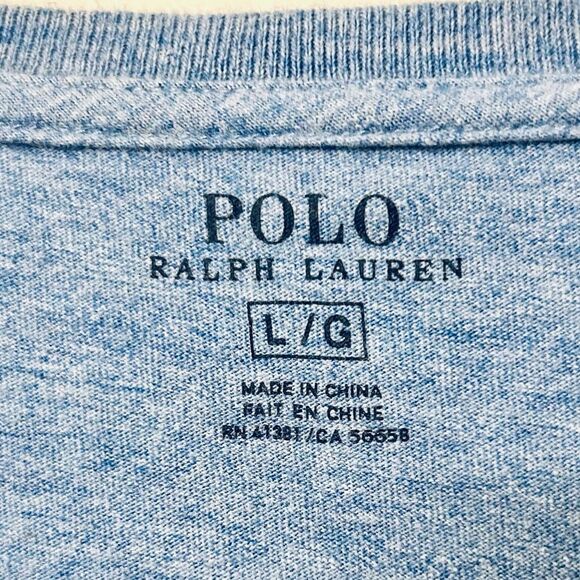 POLO
RALPH LAUREN
L/G
MADE IN CHINA
FAIT EN CHINE
RN 41381/CA 56658